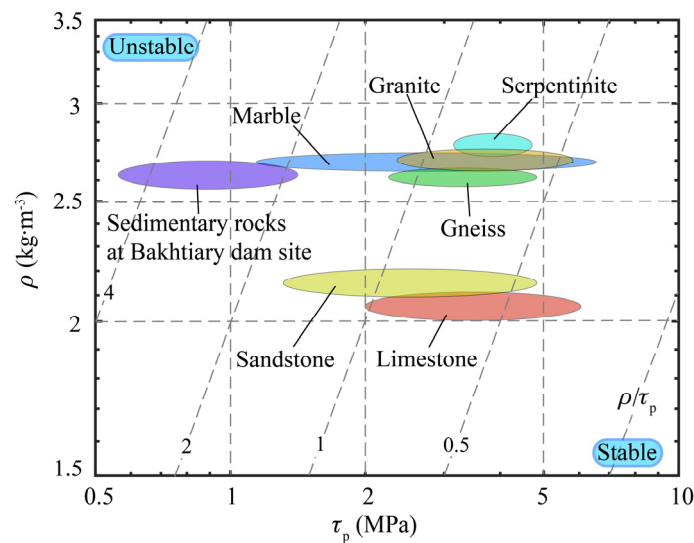 3.5
Unstable
Granite
Serpentinite
3
Marble
2.5
Sedimentary rocks
at Bakhtiary dam site
Gneiss
ρ (kg·m⁻³)
4
2
Sandstone
Limestone
ρ/τp
2
1
0.5
Stable
1.5
0.5
1
2
5
10
τp (MPa)